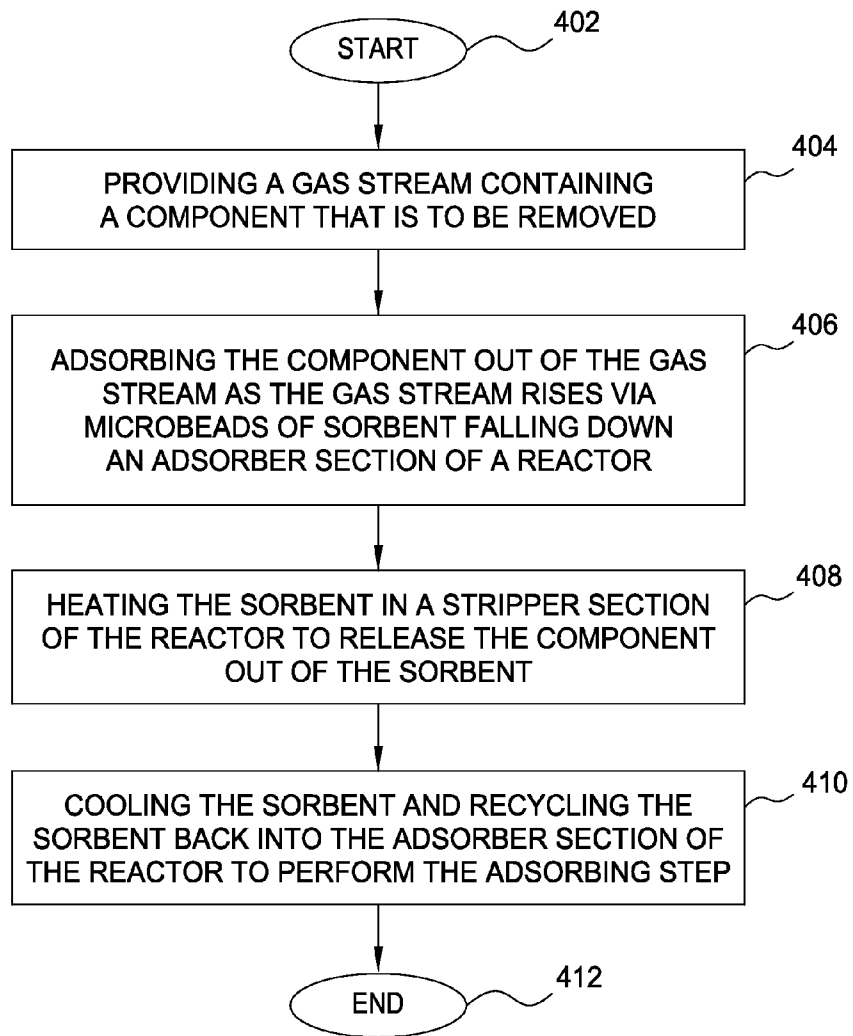 START
402
404
PROVIDING A GAS STREAM CONTAINING
A COMPONENT THAT IS TO BE REMOVED
406
ADSORBING THE COMPONENT OUT OF THE GAS
STREAM AS THE GAS STREAM RISES VIA
MICROBEADS OF SORBENT FALLING DOWN
AN ADSORBER SECTION OF A REACTOR
408
HEATING THE SORBENT IN A STRIPPER SECTION
OF THE REACTOR TO RELEASE THE COMPONENT
OUT OF THE SORBENT
410
COOLING THE SORBENT AND RECYCLING THE
SORBENT BACK INTO THE ADSORBER SECTION OF
THE REACTOR TO PERFORM THE ADSORBING STEP
END
412